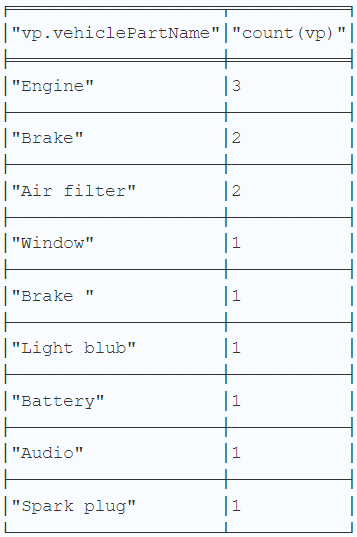 "vp.vehiclePartName" "count(vp)"
"Engine" 3
"Brake" 2
"Air filter" 2
"Window" 1
"Brake " 1
"Light blub" 1
"Battery" 1
"Audio" 1
"Spark plug" 1